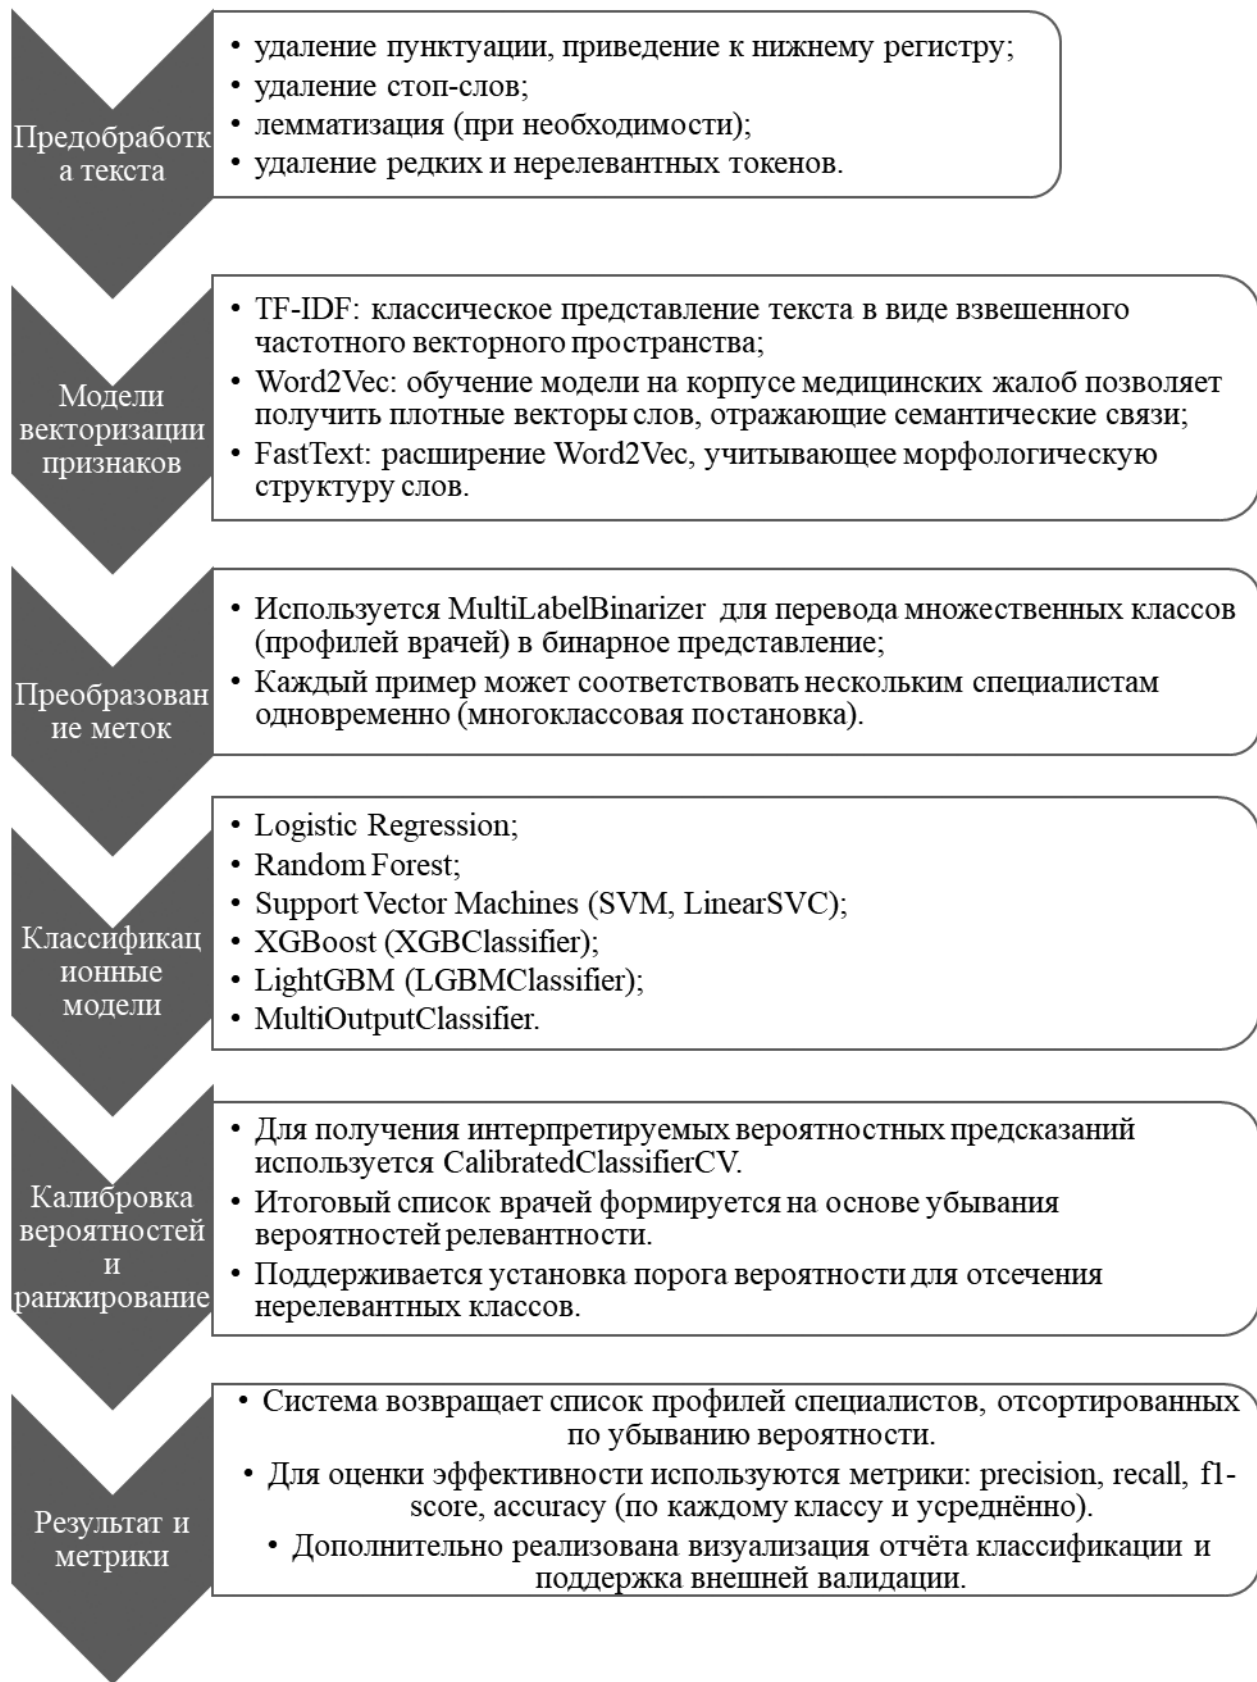 Предобработк
а текста
• удаление пунктуации, приведение к нижнему регистру;
• удаление стоп-слов;
• лемматизация (при необходимости);
• удаление редких и нерелевантных токенов.
Модели
векторизации
признаков
• TF-IDF: классическое представление текста в виде взвешенного
частотного векторного пространства;
• Word2Vec: обучение модели на корпусе медицинских жалоб позволяет
получить плотные векторы слов, отражающие семантические связи;
• FastText: расширение Word2Vec, учитывающее морфологическую
структуру слов.
Преобразован
ие меток
• Используется MultiLabelBinarizer для перевода множественных классов
(профилей врачей) в бинарное представление;
• Каждый пример может соответствовать нескольким специалистам
одновременно (многоклассовая постановка).
Классификац
ионные
модели
• Logistic Regression;
• Random Forest;
• Support Vector Machines (SVM, LinearSVC);
• XGBoost (XGBClassifier);
• LightGBM (LGBMClassifier);
• MultiOutputClassifier.
Калибровка
вероятностей
и
ранжирование
• Для получения интерпретируемых вероятностных предсказаний
используется CalibratedClassifierCV.
• Итоговый список врачей формируется на основе убывания
вероятностей релевантности.
• Поддерживается установка порога вероятности для отсечения
нерелевантных классов.
Результат и
метрики
• Система возвращает список профилей специалистов, отсортированных
по убыванию вероятности.
• Для оценки эффективности используются метрики: precision, recall, f1-
score, accuracy (по каждому классу и усреднённо).
• Дополнительно реализована визуализация отчёта классификации и
поддержка внешней валидации.